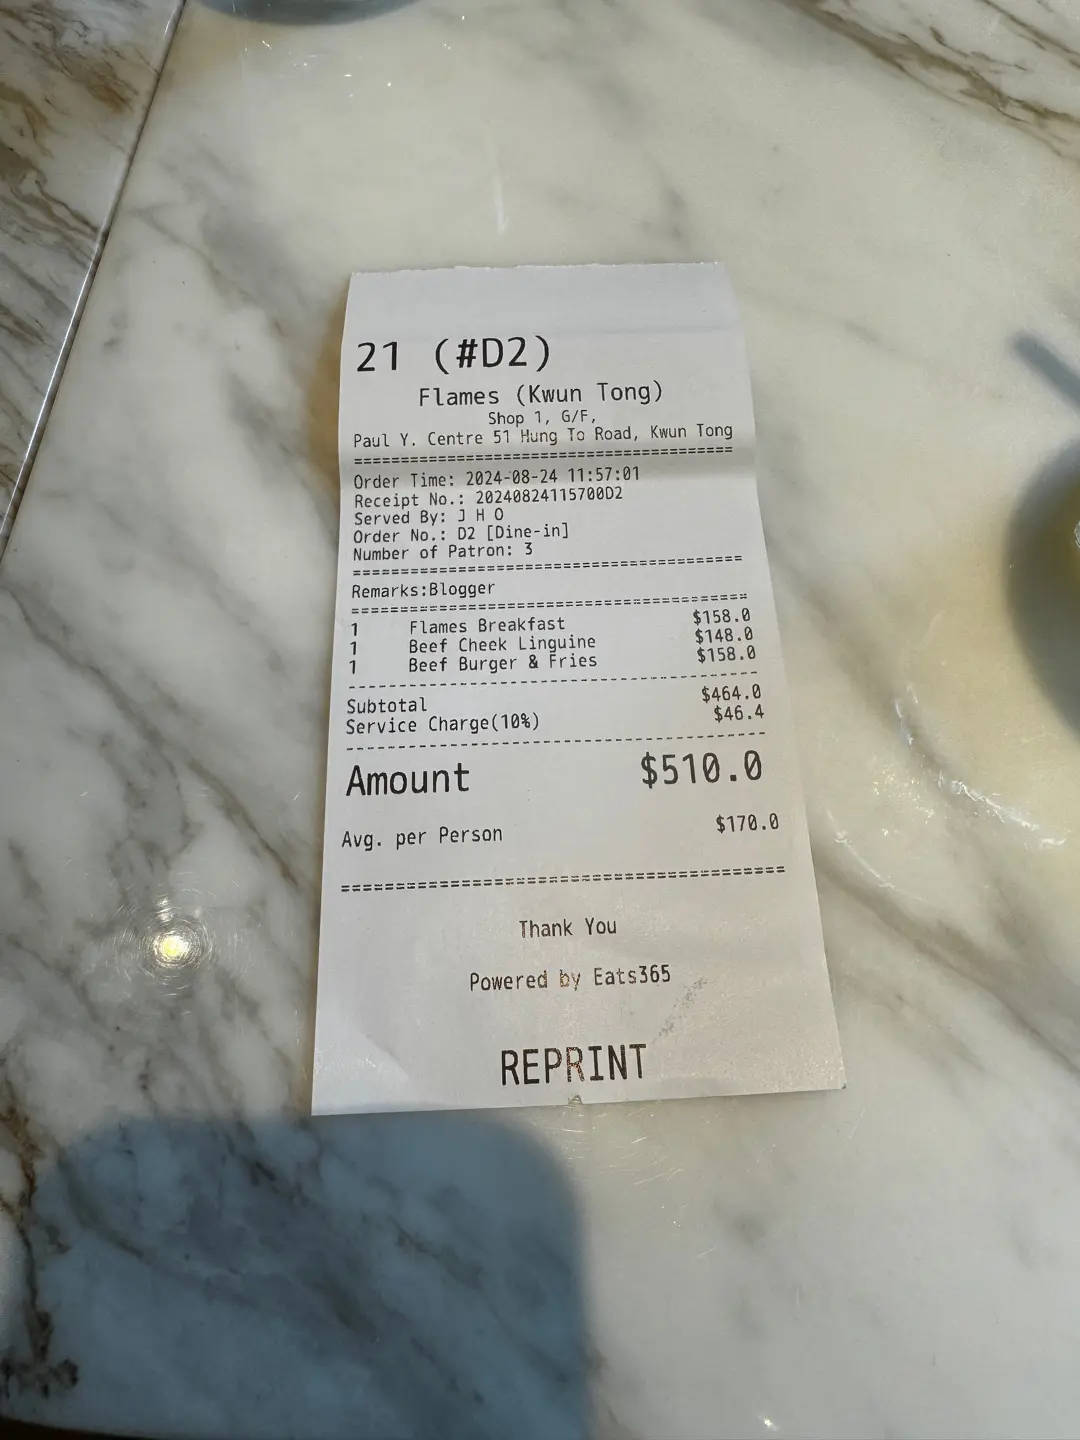 21 (#D2)
Flames (Kwun Tong)
Shop 1, G/F,
Paul Y. Centre 51 Hung To Road, Kwun Tong
==========================================
Order Time: 2024-08-24 11:57:01
Receipt No.: 20240824115700D2
Served By: J H O
Order No.: D2 [Dine-in]
Number of Patron: 3
==========================================
Remarks:Blogger
==========================================
1 Flames Breakfast $158.0
1 Beef Cheek Linguine $148.0
1 Beef Burger & Fries $158.0
------------------------------------------
Subtotal $464.0
Service Charge(10%) $46.4
------------------------------------------
Amount $510.0
Avg. per Person $170.0
==========================================
Thank You
Powered by Eats365
REPRINT